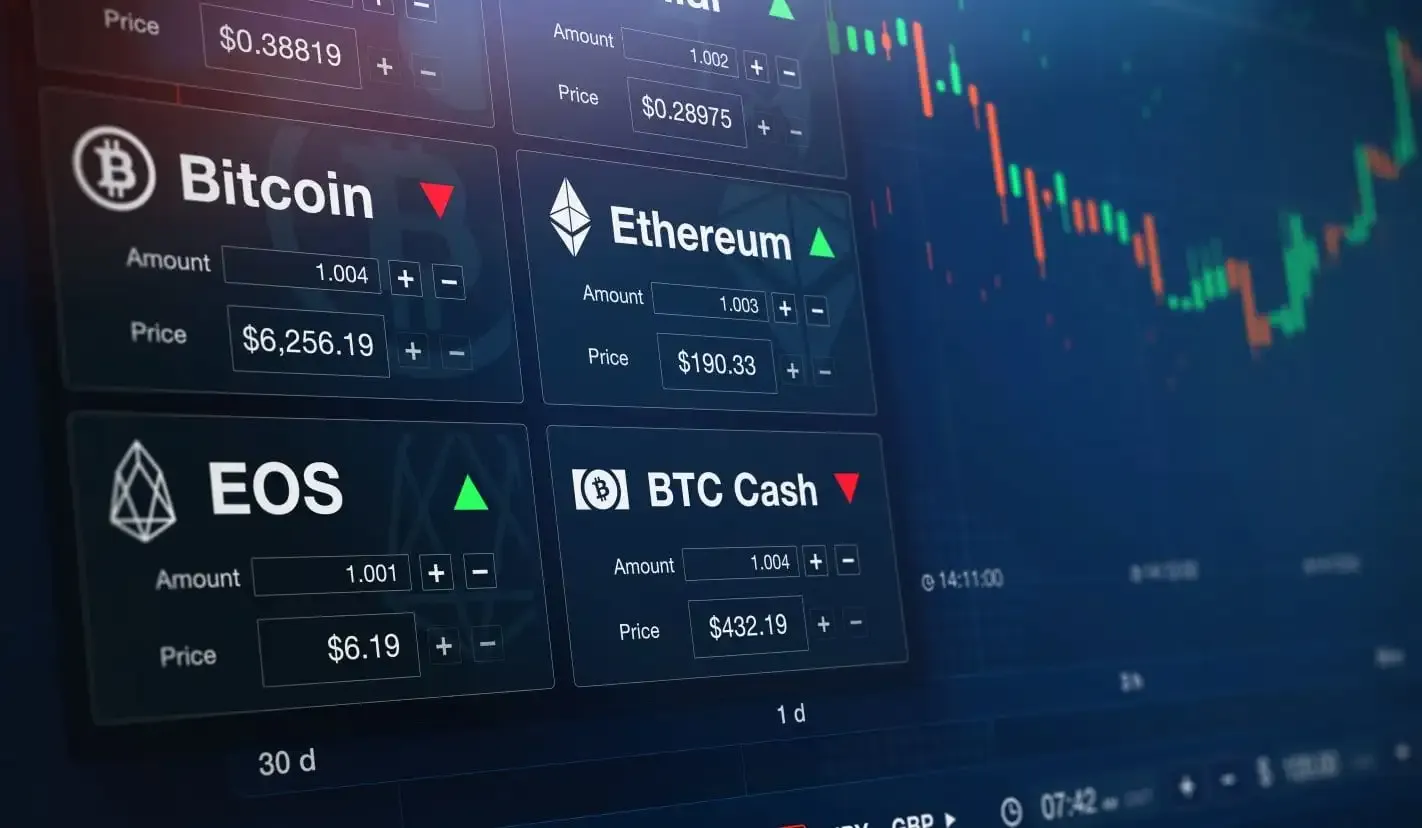 Price $0.38819 + −
Amount 1.002 + −
Price $0.28975 + −
Bitcoin
Amount 1.004 + −
Price $6,256.19 + −
Ethereum
Amount 1.003 + −
Price $190.33 + −
EOS
Amount 1.001 + −
Price $6.19 + −
BTC Cash
Amount 1.004 + −
Price $432.19 + −
14:11:00
1 d
30 d
07:42
GBP